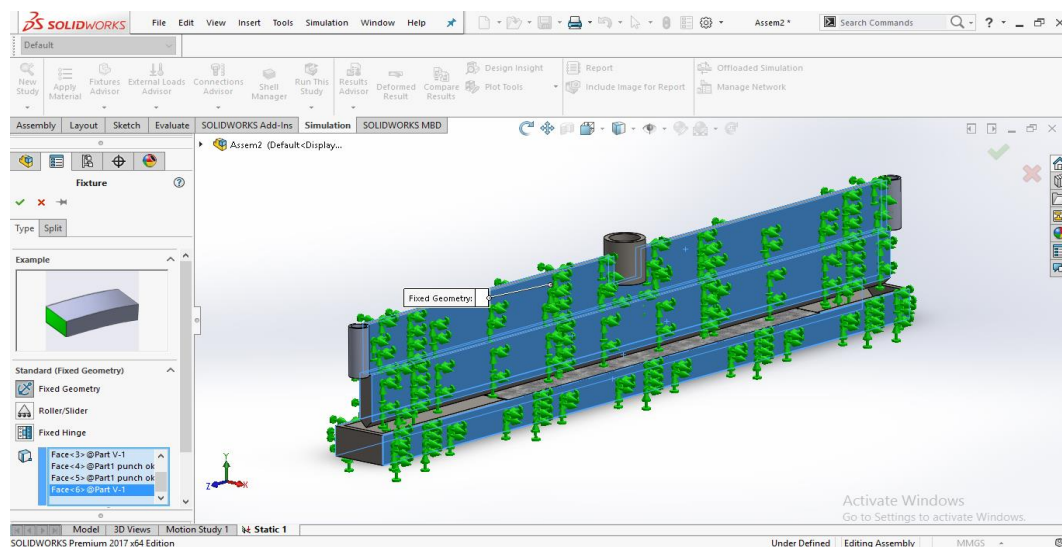 SOLIDWORKS File Edit View Insert Tools Simulation Window Help Assem2 * Search Commands
Default
New Study Apply Material Fixtures Advisor External Loads Advisor Connections Advisor Shell Manager Run This Study Results Advisor Deformed Result Compare Results Design Insight Plot Tools Report Include Image for Report Offloaded Simulation Manage Network
Assembly Layout Sketch Evaluate SOLIDWORKS Add-Ins Simulation SOLIDWORKS MBD
Assem2 (Default<Display...
Fixture
Type Split
Example
Fixed Geometry:
Standard (Fixed Geometry)
Fixed Geometry
Roller/Slider
Fixed Hinge
Face<3>@Part V-1
Face<4>@Part1 punch ok
Face<5>@Part1 punch ok
Face<6>@Part V-1
Y
Z
Activate Windows
Go to Settings to activate Windows.
Model 3D Views Motion Study 1 Static 1
SOLIDWORKS Premium 2017 x64 Edition Under Defined Editing Assembly MMGS